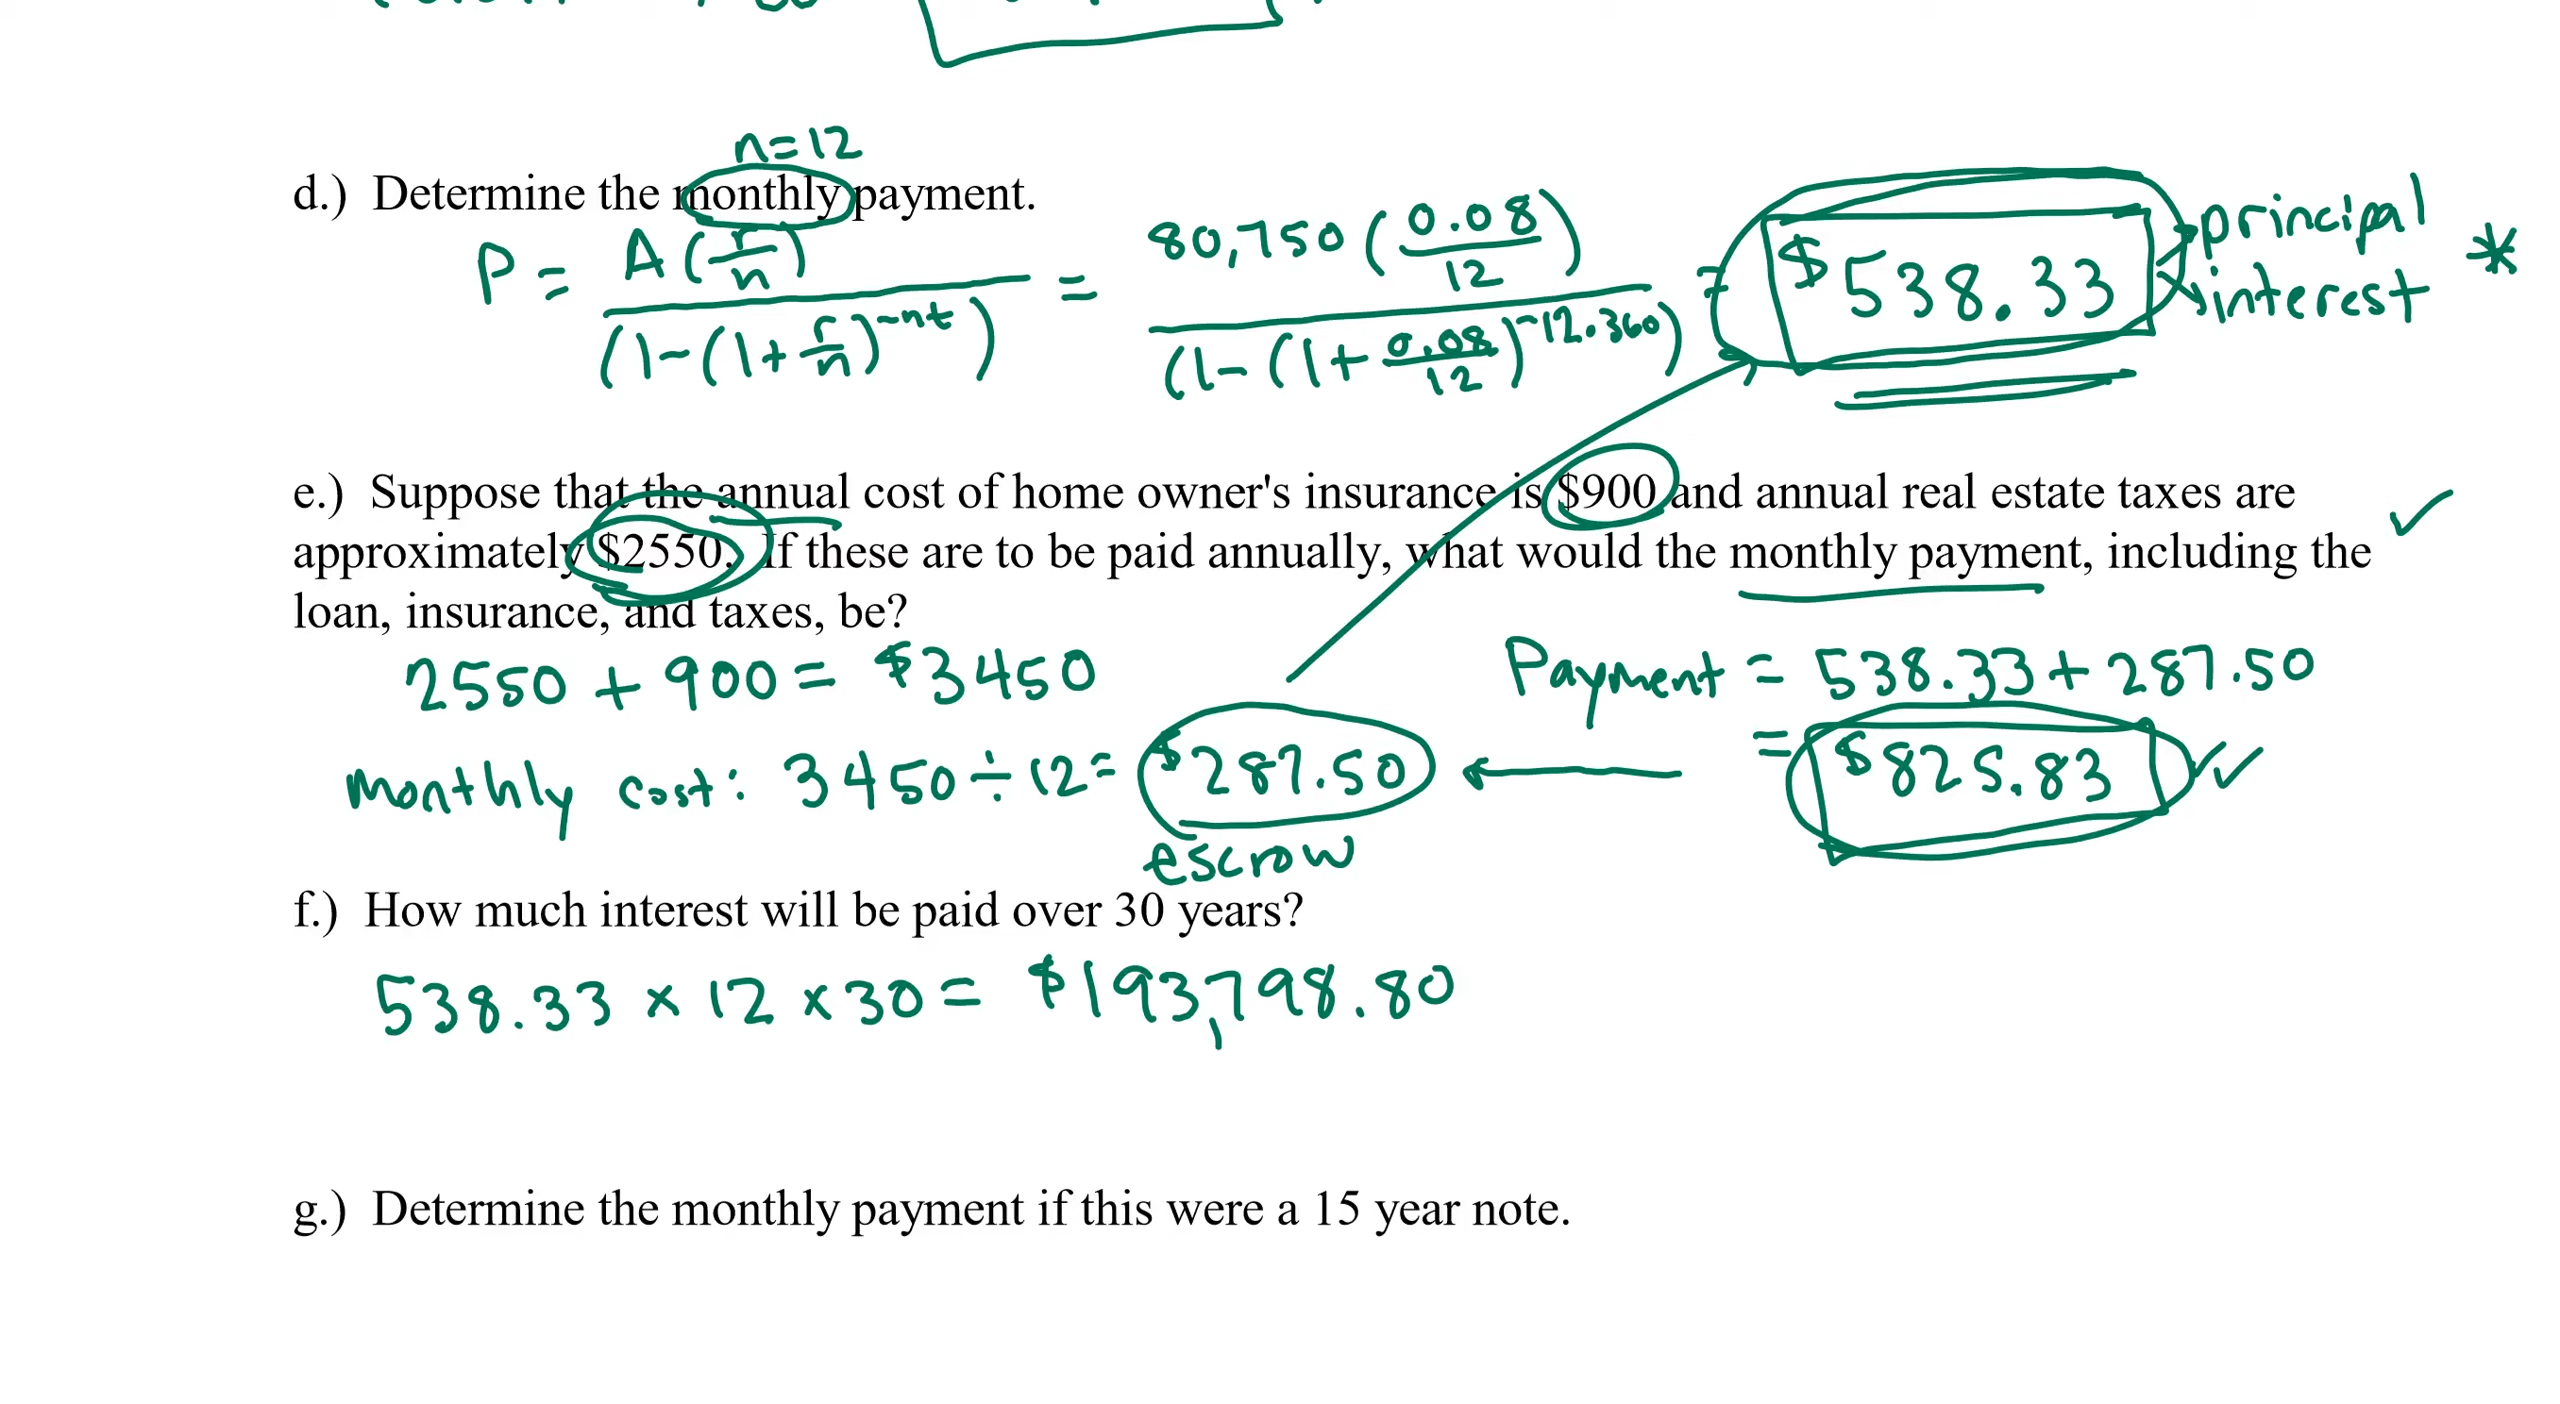 n=12
d.) Determine the monthly payment.
P = A(r/n) / (1-(1+r/n)^-nt) = 80,750(0.08/12) / (1-(1+0.08/12)^-12.360) = $538.33 principal interest *
e.) Suppose that the annual cost of home owner's insurance is $900 and annual real estate taxes are
approximately $2550. If these are to be paid annually, what would the monthly payment, including the
loan, insurance, and taxes, be?
2550 + 900 = $3450
Payment = 538.33 + 287.50
monthly cost: 3450 ÷ 12 = $287.50
= $825.83
escrow
f.) How much interest will be paid over 30 years?
538.33 x 12 x 30 = $193,798.80
g.) Determine the monthly payment if this were a 15 year note.